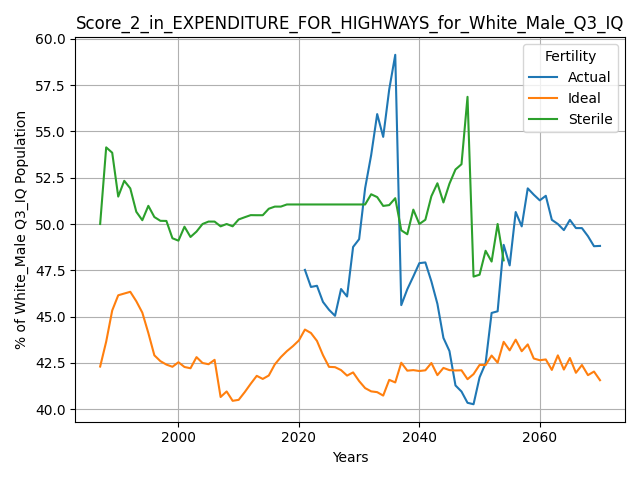 Score_2_in_EXPENDITURE_FOR_HIGHWAYS_for_White_Male_Q3_IQ
60.0
57.5
55.0
52.5
50.0
47.5
45.0
42.5
40.0
% of White_Male Q3_IQ Population
Fertility
Actual
Ideal
Sterile
2000
2020
2040
2060
Years